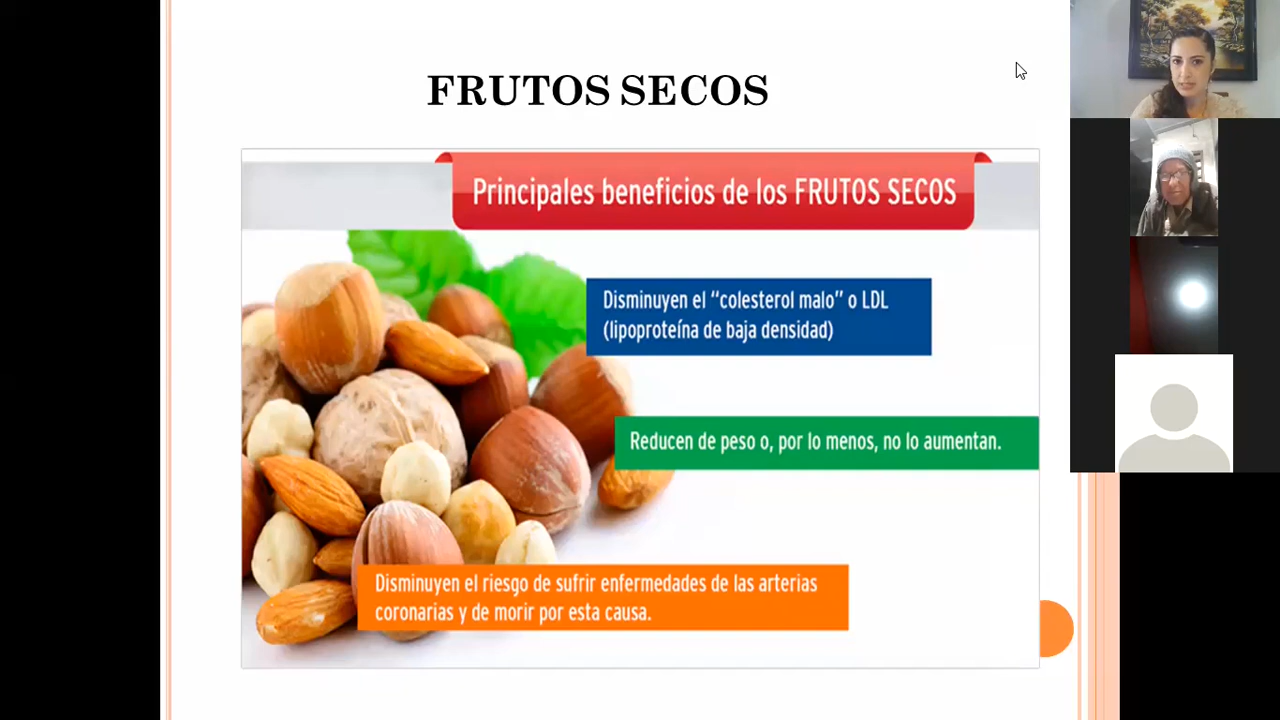 FRUTOS SECOS
Principales beneficios de los FRUTOS SECOS
Disminuyen el “colesterol malo” o LDL
(lipoproteína de baja densidad)
Reducen de peso o, por lo menos, no lo aumentan.
Disminuyen el riesgo de sufrir enfermedades de las arterias
coronarias y de morir por esta causa.